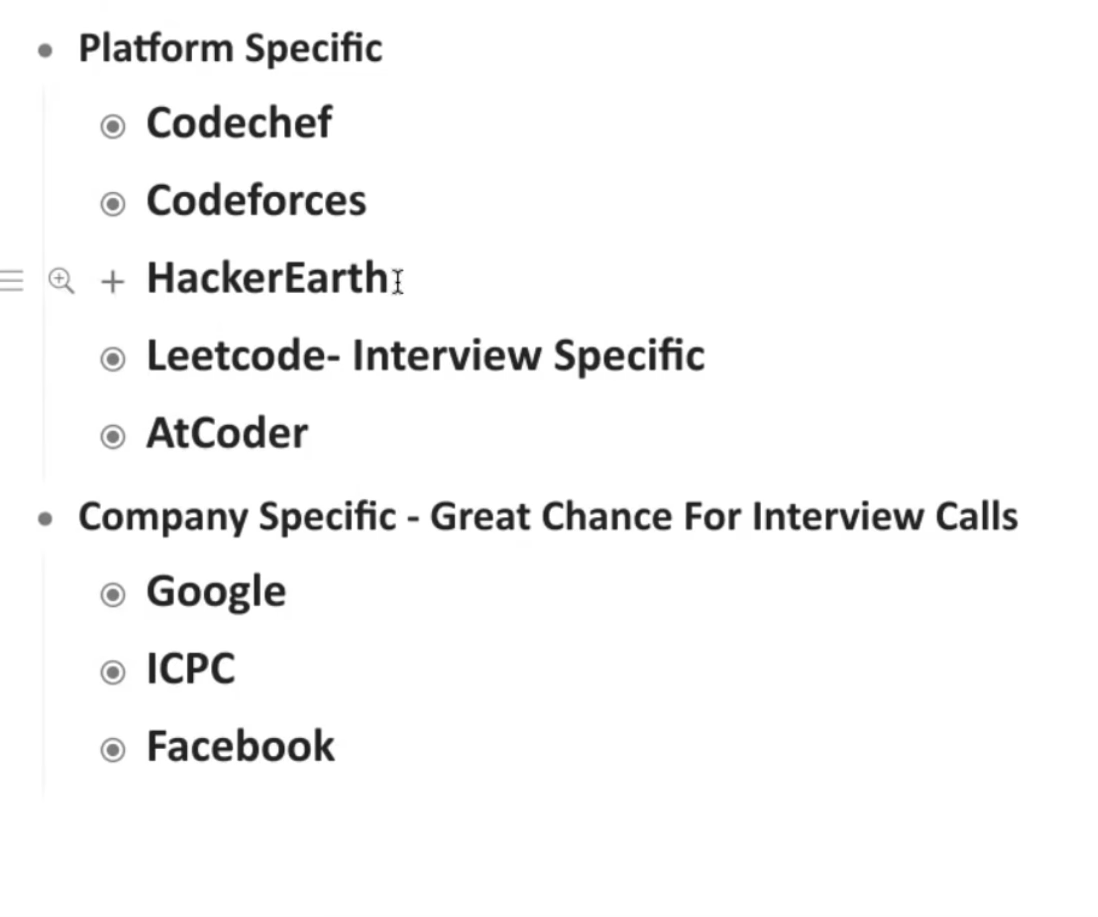 Platform Specific
Codechef
Codeforces
HackerEarth
Leetcode- Interview Specific
AtCoder
Company Specific - Great Chance For Interview Calls
Google
ICPC
Facebook